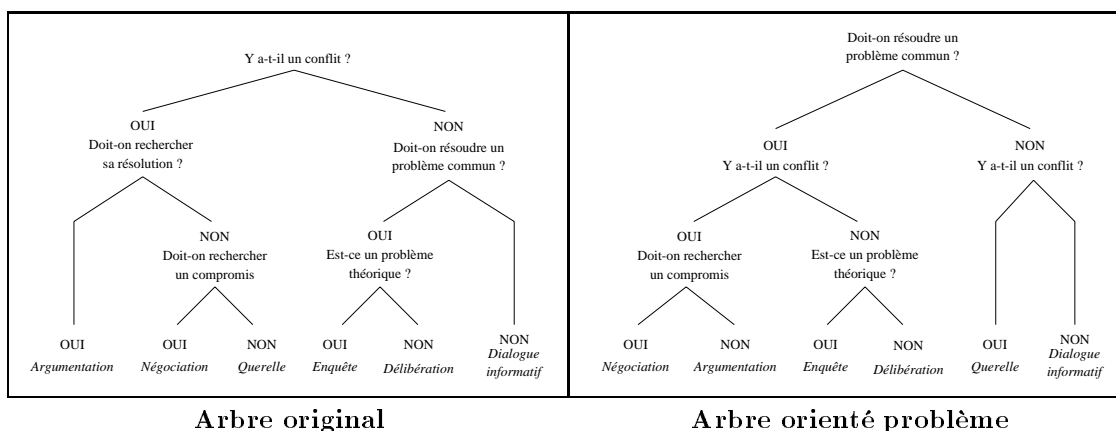 Y a-t-il un conflit ?
OUI
Doit-on rechercher
sa résolution ?
NON
Doit-on résoudre un
problème commun ?
NON
Doit-on rechercher
un compromis
OUI
Est-ce un problème
théorique ?
OUI
Argumentation
OUI
Négociation
NON
Querelle
OUI
Enquête
NON
Délibération
NON
Dialogue
informatif
Arbre original
Doit-on résoudre un
problème commun ?
OUI
Y a-t-il un conflit ?
NON
Y a-t-il un conflit ?
OUI
Doit-on rechercher
un compromis
NON
Est-ce un problème
théorique ?
OUI
Négociation
NON
Argumentation
OUI
Enquête
NON
Délibération
OUI
Querelle
NON
Dialogue
informatif
Arbre orienté problème